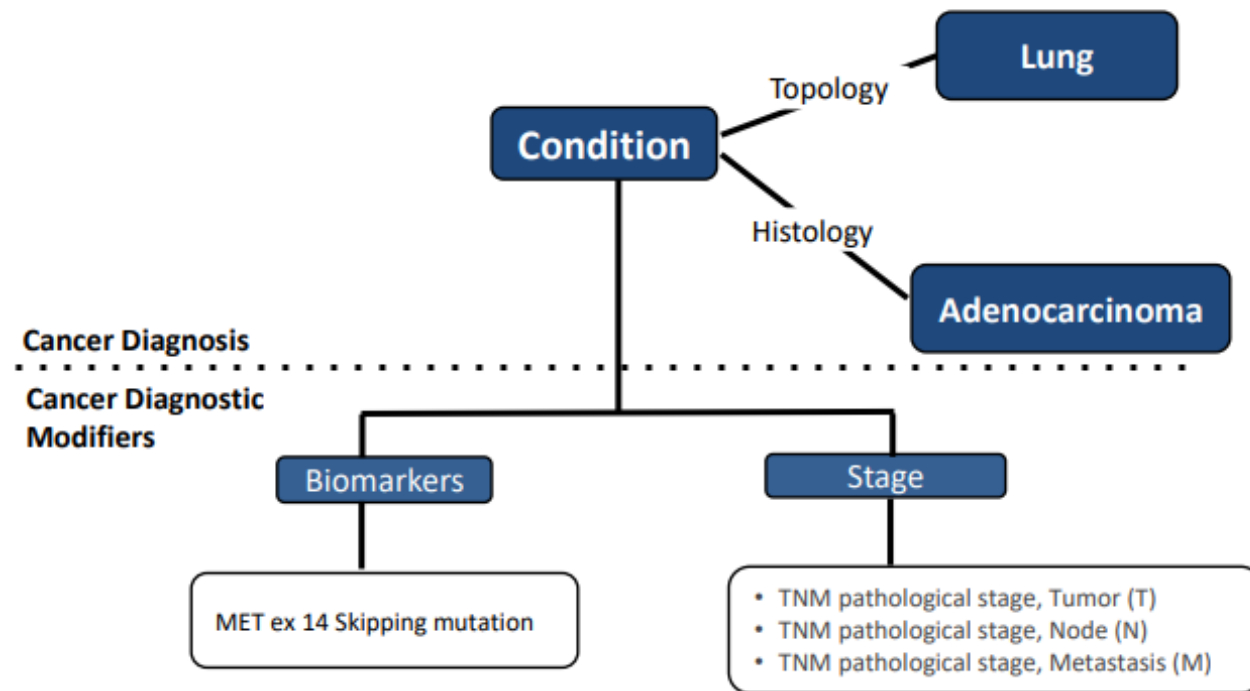 Lung
Topology
Condition
Histology
Adenocarcinoma
Cancer Diagnosis
Cancer Diagnostic
Modifiers
Biomarkers
Stage
MET ex 14 Skipping mutation
• TNM pathological stage, Tumor (T)
• TNM pathological stage, Node (N)
• TNM pathological stage, Metastasis (M)